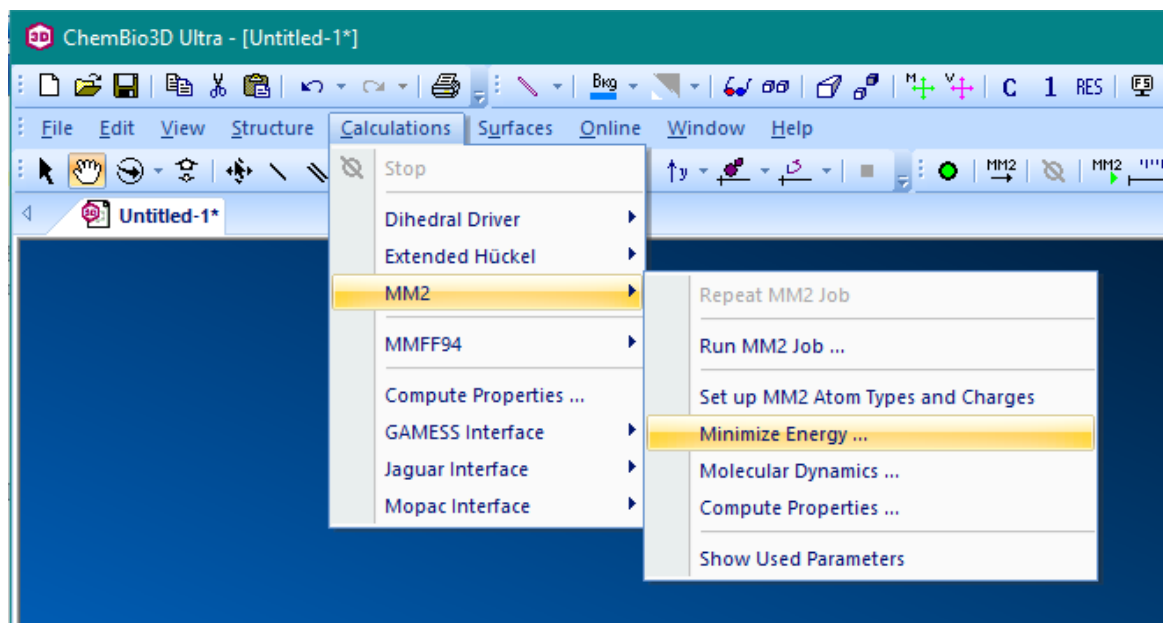 ChemBio3D Ultra - [Untitled-1*]
Bkg M V C 1 RES F5
File Edit View Structure Calculations Surfaces Online Window Help
Stop
y MM2 MM2
Untitled-1*
Dihedral Driver
Extended Hückel
MM2
Repeat MM2 Job
MMFF94
Run MM2 Job ...
Compute Properties ...
Set up MM2 Atom Types and Charges
GAMESS Interface
Minimize Energy ...
Jaguar Interface
Molecular Dynamics ...
Mopac Interface
Compute Properties ...
Show Used Parameters